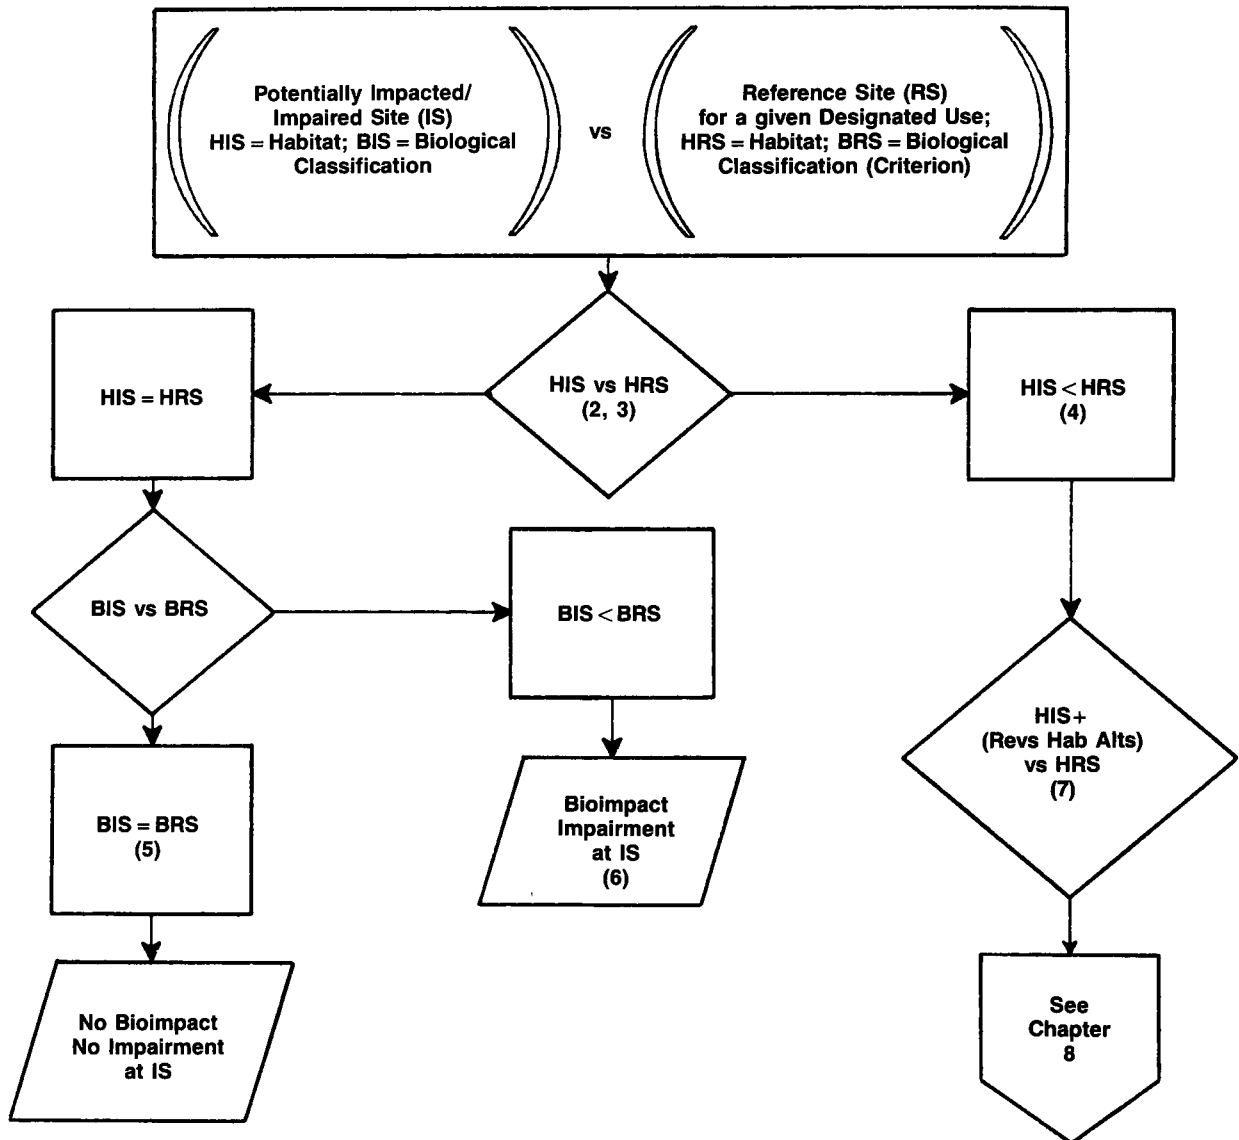 Potentially Impacted/
Impaired Site (IS)
HIS = Habitat; BIS = Biological
Classification
vs
Reference Site (RS)
for a given Designated Use;
HRS = Habitat; BRS = Biological
Classification (Criterion)
HIS = HRS
HIS vs HRS
(2, 3)
HIS < HRS
(4)
BIS vs BRS
BIS < BRS
HIS+
(Revs Hab Alts)
vs HRS
(7)
BIS = BRS
(5)
Bioimpact
Impairment
at IS
(6)
No Bioimpact
No Impairment
at IS
See
Chapter
8